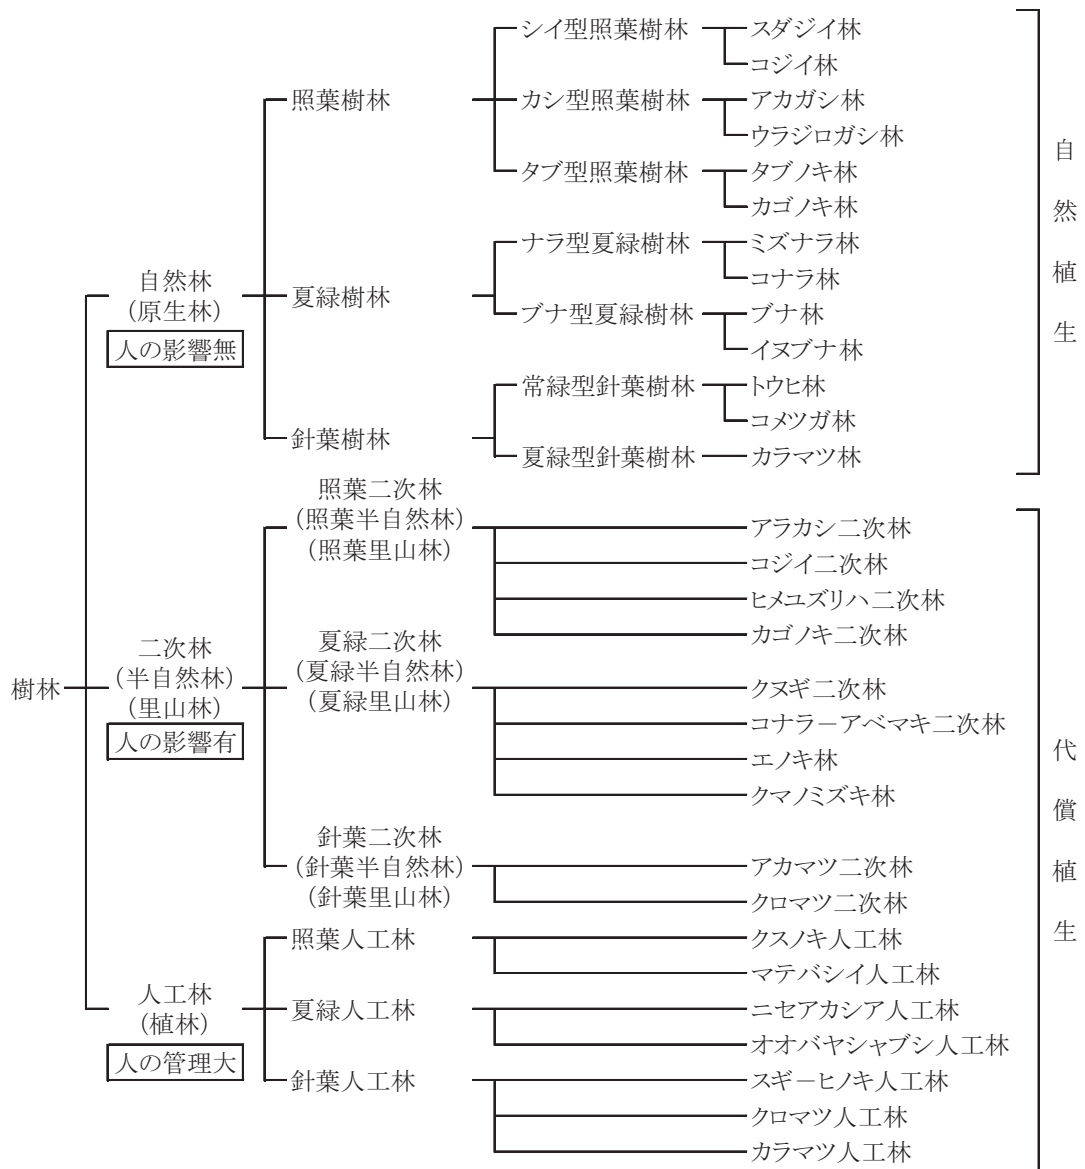 樹林
自然林
(原生林)
人の影響無
照葉樹林
シイ型照葉樹林
スダジイ林
コジイ林
カシ型照葉樹林
アカガシ林
ウラジロガシ林
タブ型照葉樹林
タブノキ林
カゴノキ林
夏緑樹林
ナラ型夏緑樹林
ミズナラ林
コナラ林
ブナ型夏緑樹林
ブナ林
イヌブナ林
針葉樹林
常緑型針葉樹林
トウヒ林
コメツガ林
夏緑型針葉樹林
カラマツ林
自然植生
二次林
(半自然林)
(里山林)
人の影響有
照葉二次林
(照葉半自然林)
(照葉里山林)
アラカシ二次林
コジイ二次林
ヒメユズリハ二次林
カゴノキ二次林
夏緑二次林
(夏緑半自然林)
(夏緑里山林)
クヌギ二次林
コナラ－アベマキ二次林
エノキ林
クマノミズキ林
針葉二次林
(針葉半自然林)
(針葉里山林)
アカマツ二次林
クロマツ二次林
人工林
(植林)
人の管理大
照葉人工林
クスノキ人工林
マテバシイ人工林
夏緑人工林
ニセアカシア人工林
オオバヤシャブシ人工林
針葉人工林
スギ－ヒノキ人工林
クロマツ人工林
カラマツ人工林
代償植生